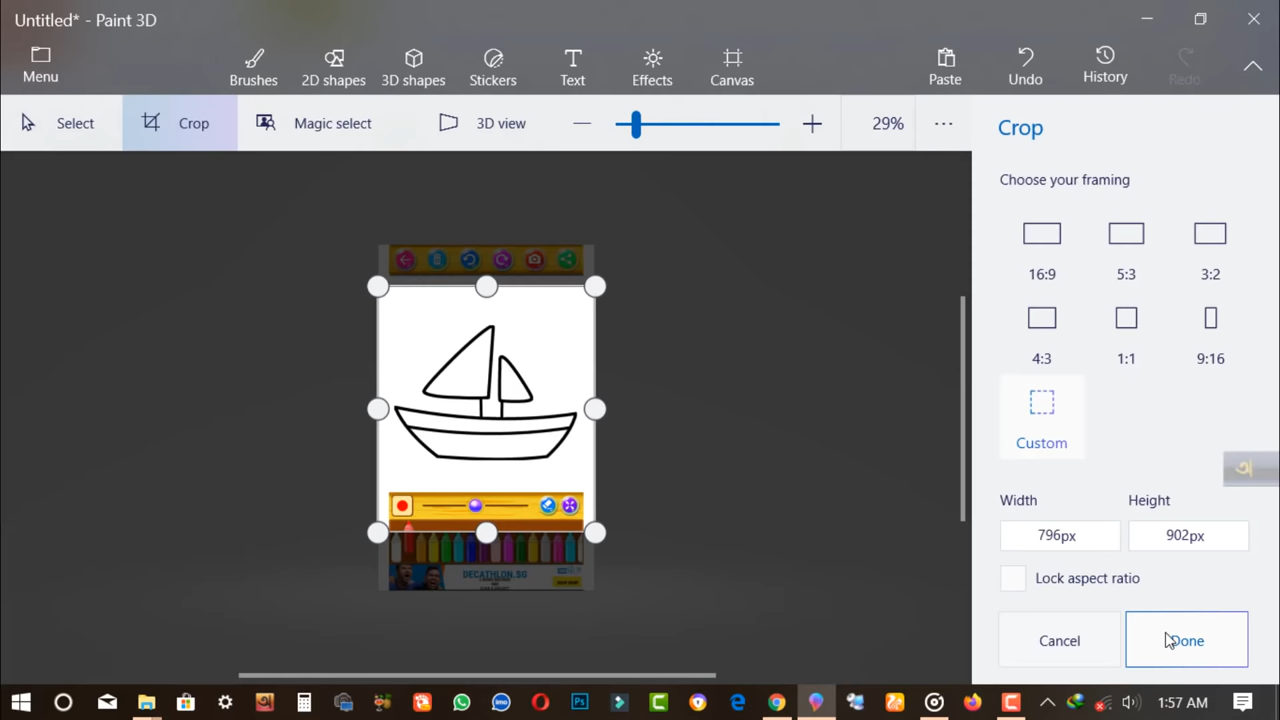 Untitled* - Paint 3D
Menu
Brushes
2D shapes
3D shapes
Stickers
Text
Effects
Canvas
Paste
Undo
History
Redo
Select
Crop
Magic select
3D view
29%
Crop
Choose your framing
16:9
5:3
3:2
4:3
1:1
9:16
Custom
অ
Width
Height
796px
902px
Lock aspect ratio
Cancel
Done
DECATHLON.SG
Ps
1:57 AM